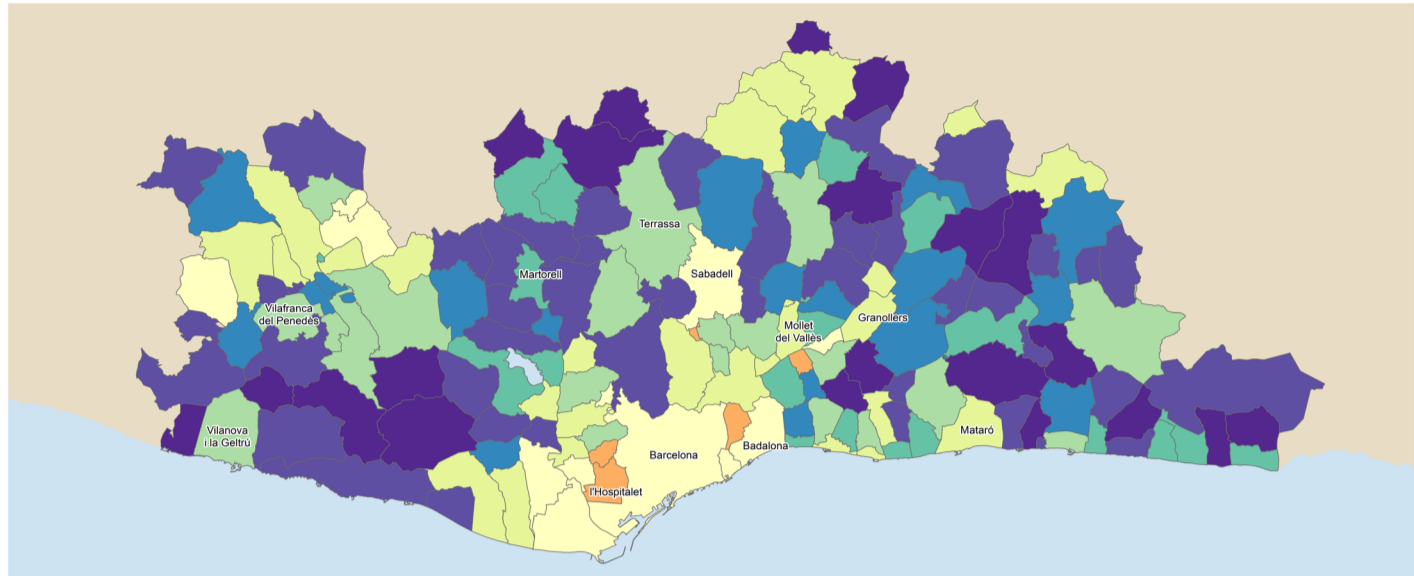 Terrassa
Sabadell
Martorell
Vilafranca
del Penedès
Granollers
Mollet
del Vallès
Vilanova
i la Geltrú
Mataró
Badalona
Barcelona
l'Hospitalet